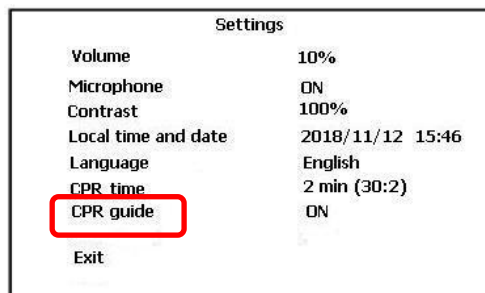 Settings
Volume 10%
Microphone ON
Contrast 100%
Local time and date 2018/11/12 15:46
Language English
CPR time 2 min (30:2)
CPR guide ON
Exit